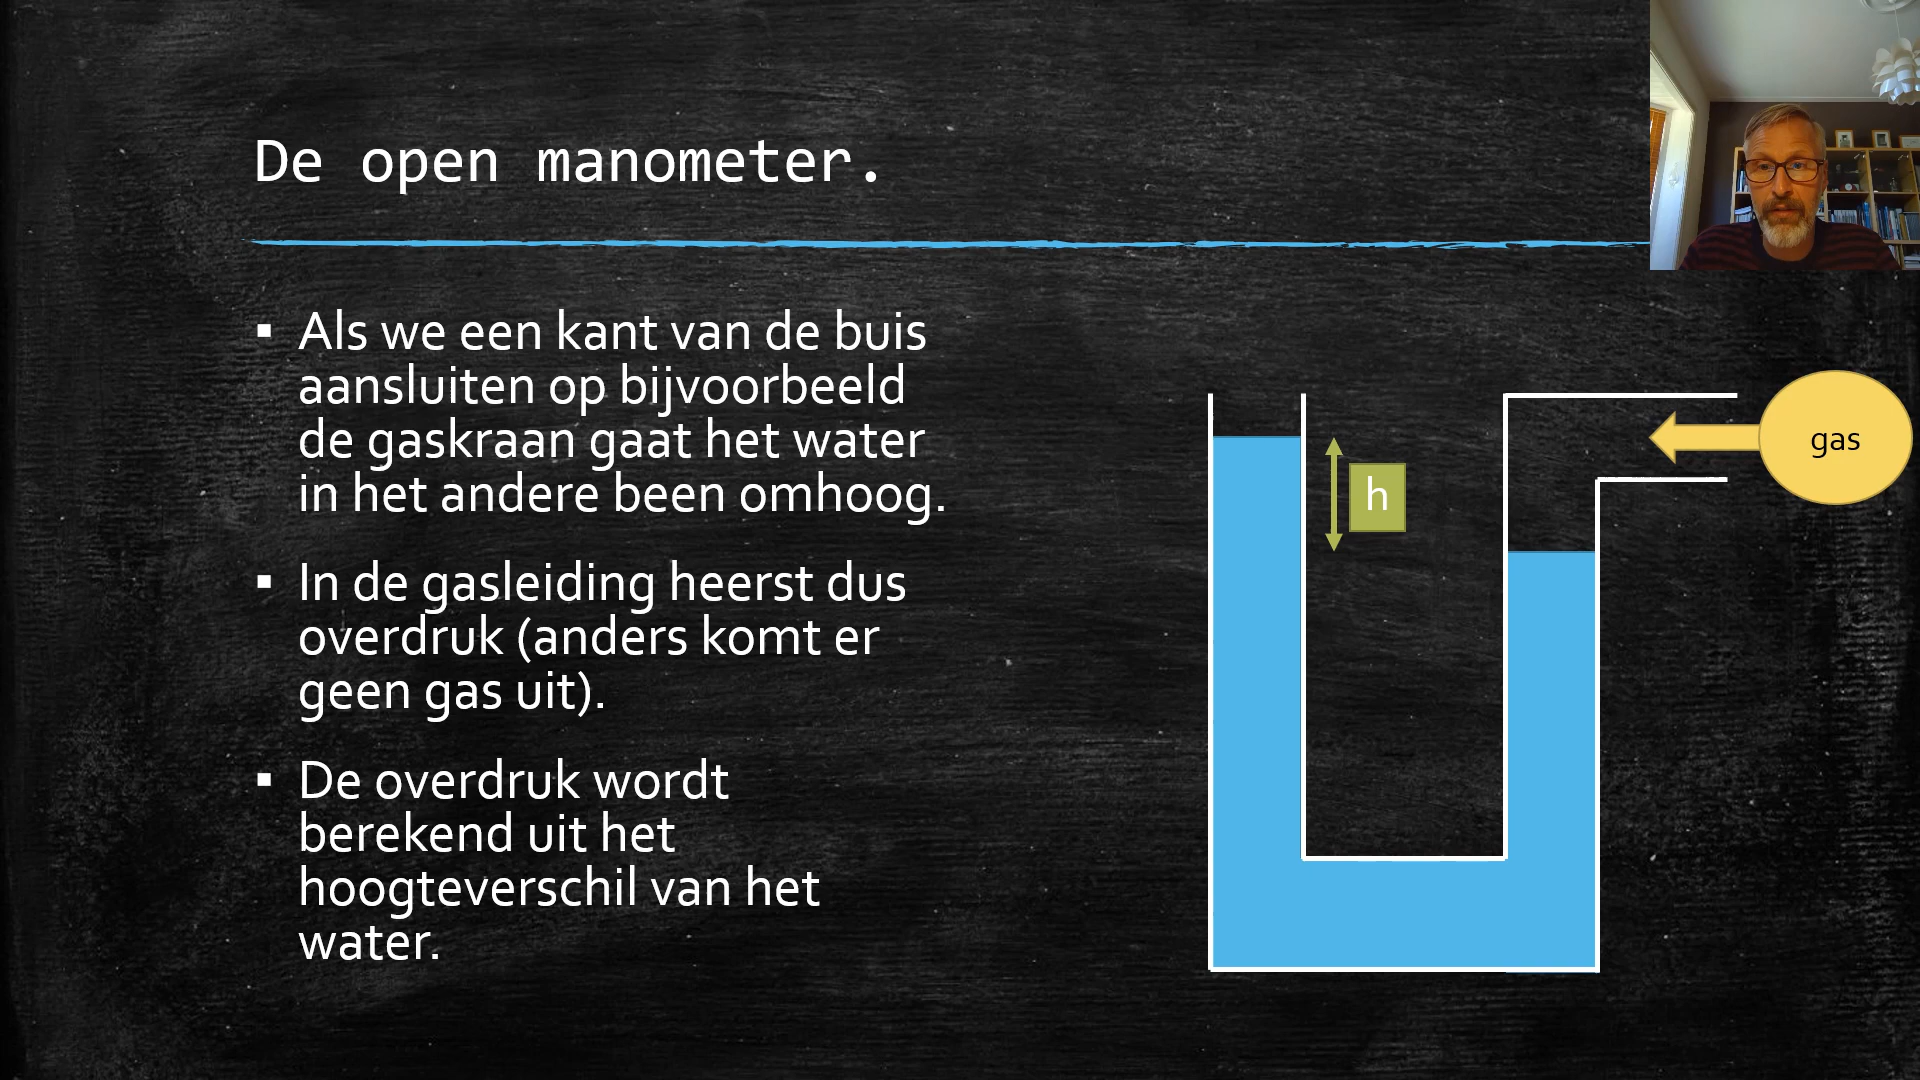 De open manometer.
▪ Als we een kant van de buis
aansluiten op bijvoorbeeld
de gaskraan gaat het water
in het andere been omhoog.
▪ In de gasleiding heerst dus
overdruk (anders komt er
geen gas uit).
▪ De overdruk wordt
berekend uit het
hoogteverschil van het
water.
h
gas